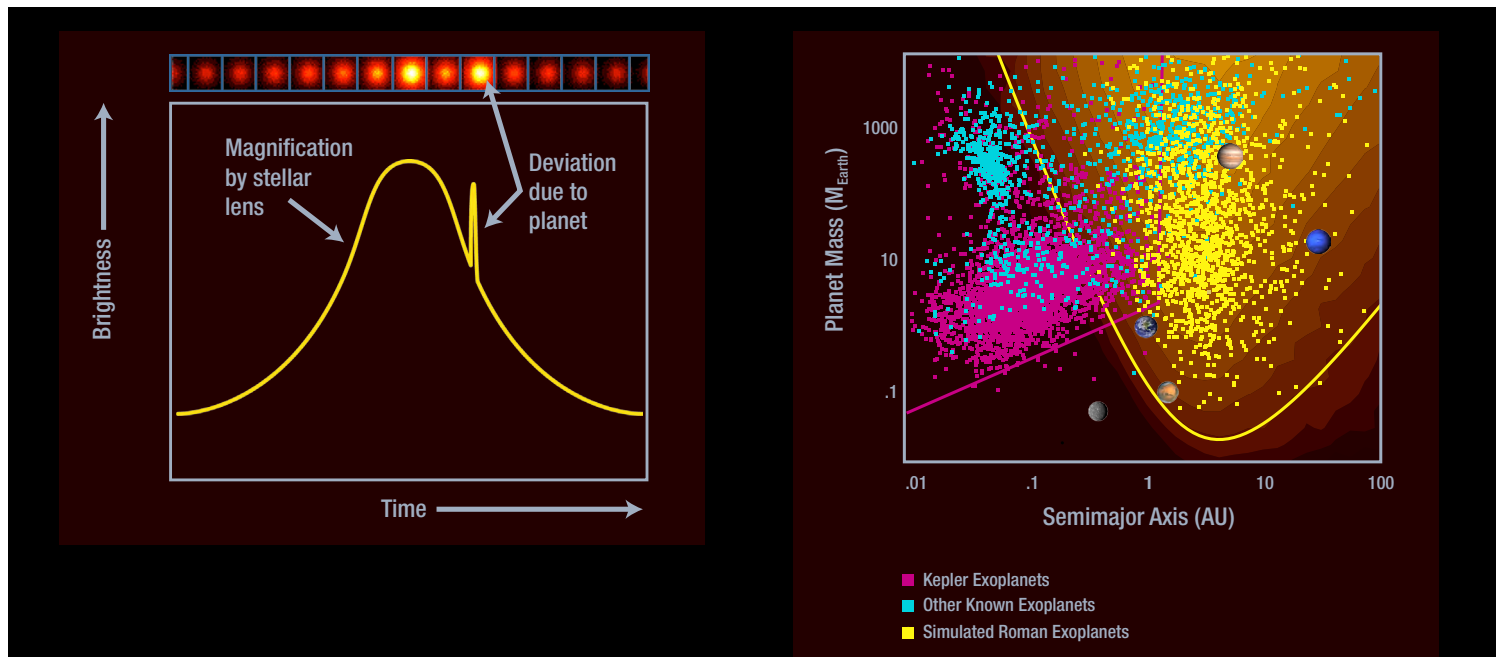 Magnification
by stellar
lens
Deviation
due to
planet
Brightness
Time
Planet Mass (M_Earth)
1000
10
.1
.01
.1
1
10
100
Semimajor Axis (AU)
Kepler Exoplanets
Other Known Exoplanets
Simulated Roman Exoplanets